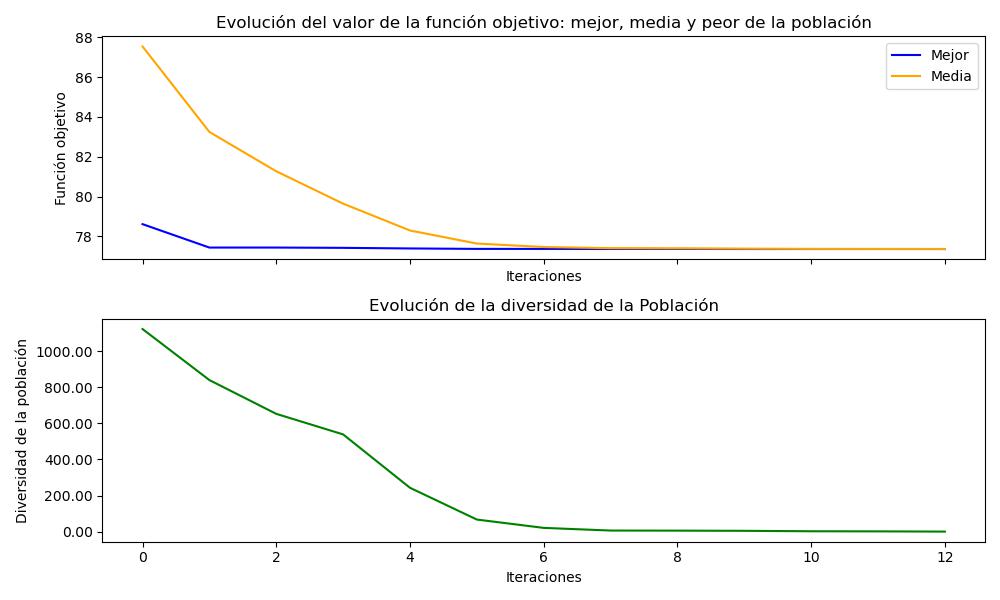 Evolución del valor de la función objetivo: mejor, media y peor de la población
Función objetivo
88
86
84
82
80
78
Mejor
Media
Iteraciones
Evolución de la diversidad de la Población
Diversidad de la población
1000.00
800.00
600.00
400.00
200.00
0.00
0 2 4 6 8 10 12
Iteraciones